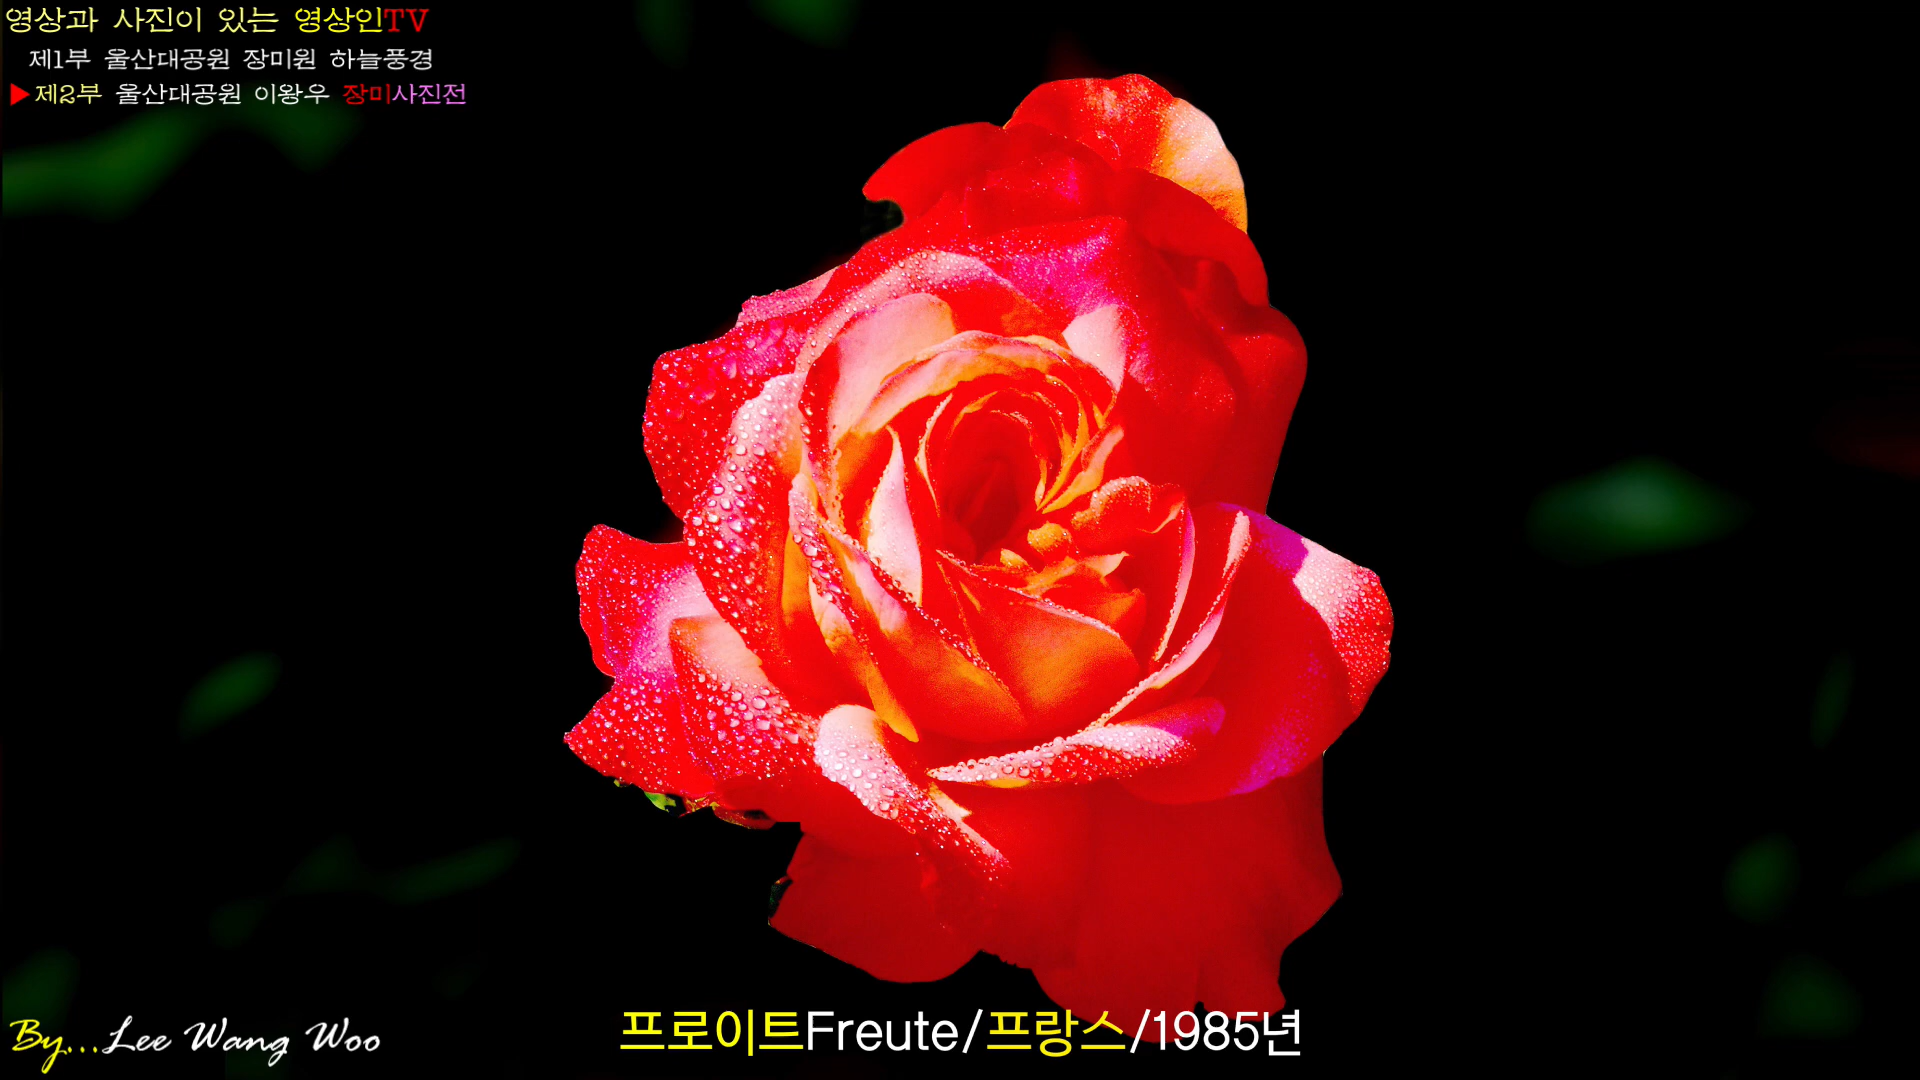 영상과 사진이 있는 영상인TV
제1부 울산대공원 장미원 하늘풍경
▶제2부 울산대공원 이왕우 장미사진전
프로이트Freute/프랑스/1985년
By...Lee Wang Woo